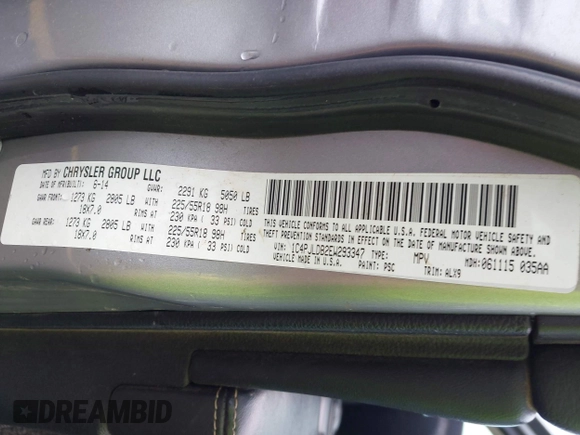 MFD BY CHRYSLER GROUP LLC
DATE OF MFR(BUILT): 6-14 GVWR: 2291 KG 5050 LB
GAWR FRONT: 1273 KG 2805 LB WITH 225/55R18 98H TIRES
18X7.0 RIMS AT 230 KPA ( 33 PSI) COLD
GAWR REAR: 1273 KG 2805 LB WITH 225/55R18 98H TIRES
18X7.0 RIMS AT 230 KPA ( 33 PSI) COLD
THIS VEHICLE CONFORMS TO ALL APPLICABLE U.S.A. FEDERAL MOTOR VEHICLE SAFETY AND
THEFT PREVENTION STANDARDS IN EFFECT ON THE DATE OF MANUFACTURE SHOWN ABOVE.
VIN: 1C4PJLDB2EW293347 TYPE: MPV MDH: 061115 035AA
VEHICLE MADE IN U.S.A. PAINT: PSC TRIM: ALX9
DREAMBID